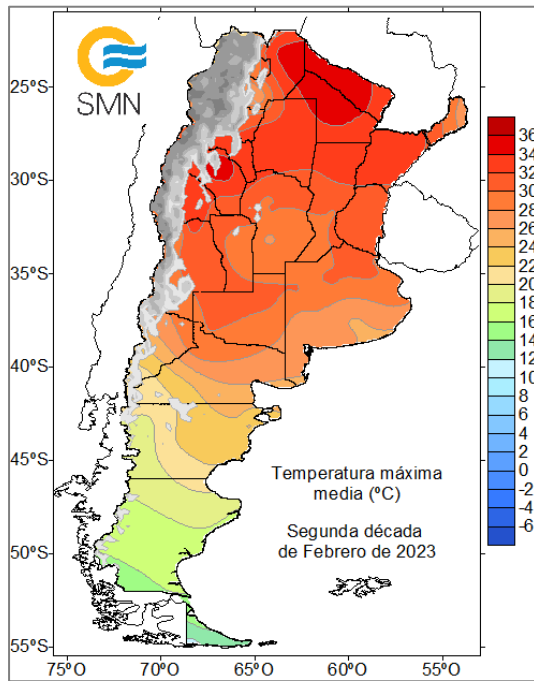 SMN
25°S
30°S
35°S
40°S
45°S
50°S
55°S
75°O
70°O
65°O
60°O
55°O
36
34
32
30
28
26
24
22
20
18
16
14
12
10
8
6
4
2
0
-2
-4
-6
Temperatura máxima
media (ºC)
Segunda década
de Febrero de 2023